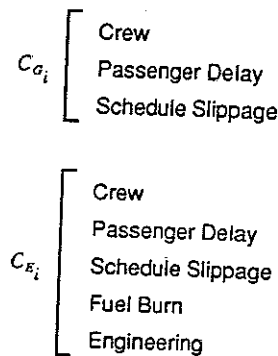 Crew
C_{G_i} Passenger Delay
Schedule Slippage
Crew
Passenger Delay
C_{E_i} Schedule Slippage
Fuel Burn
Engineering